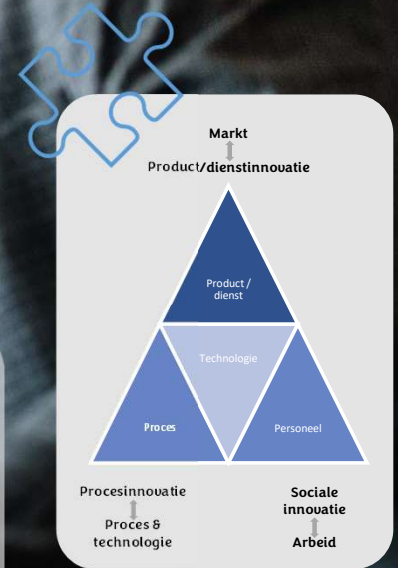 Markt
Product/dienstinnovatie
Product /
dienst
Technologie
Proces
Personeel
Procesinnovatie
Proces &
technologie
Sociale
innovatie
Arbeid